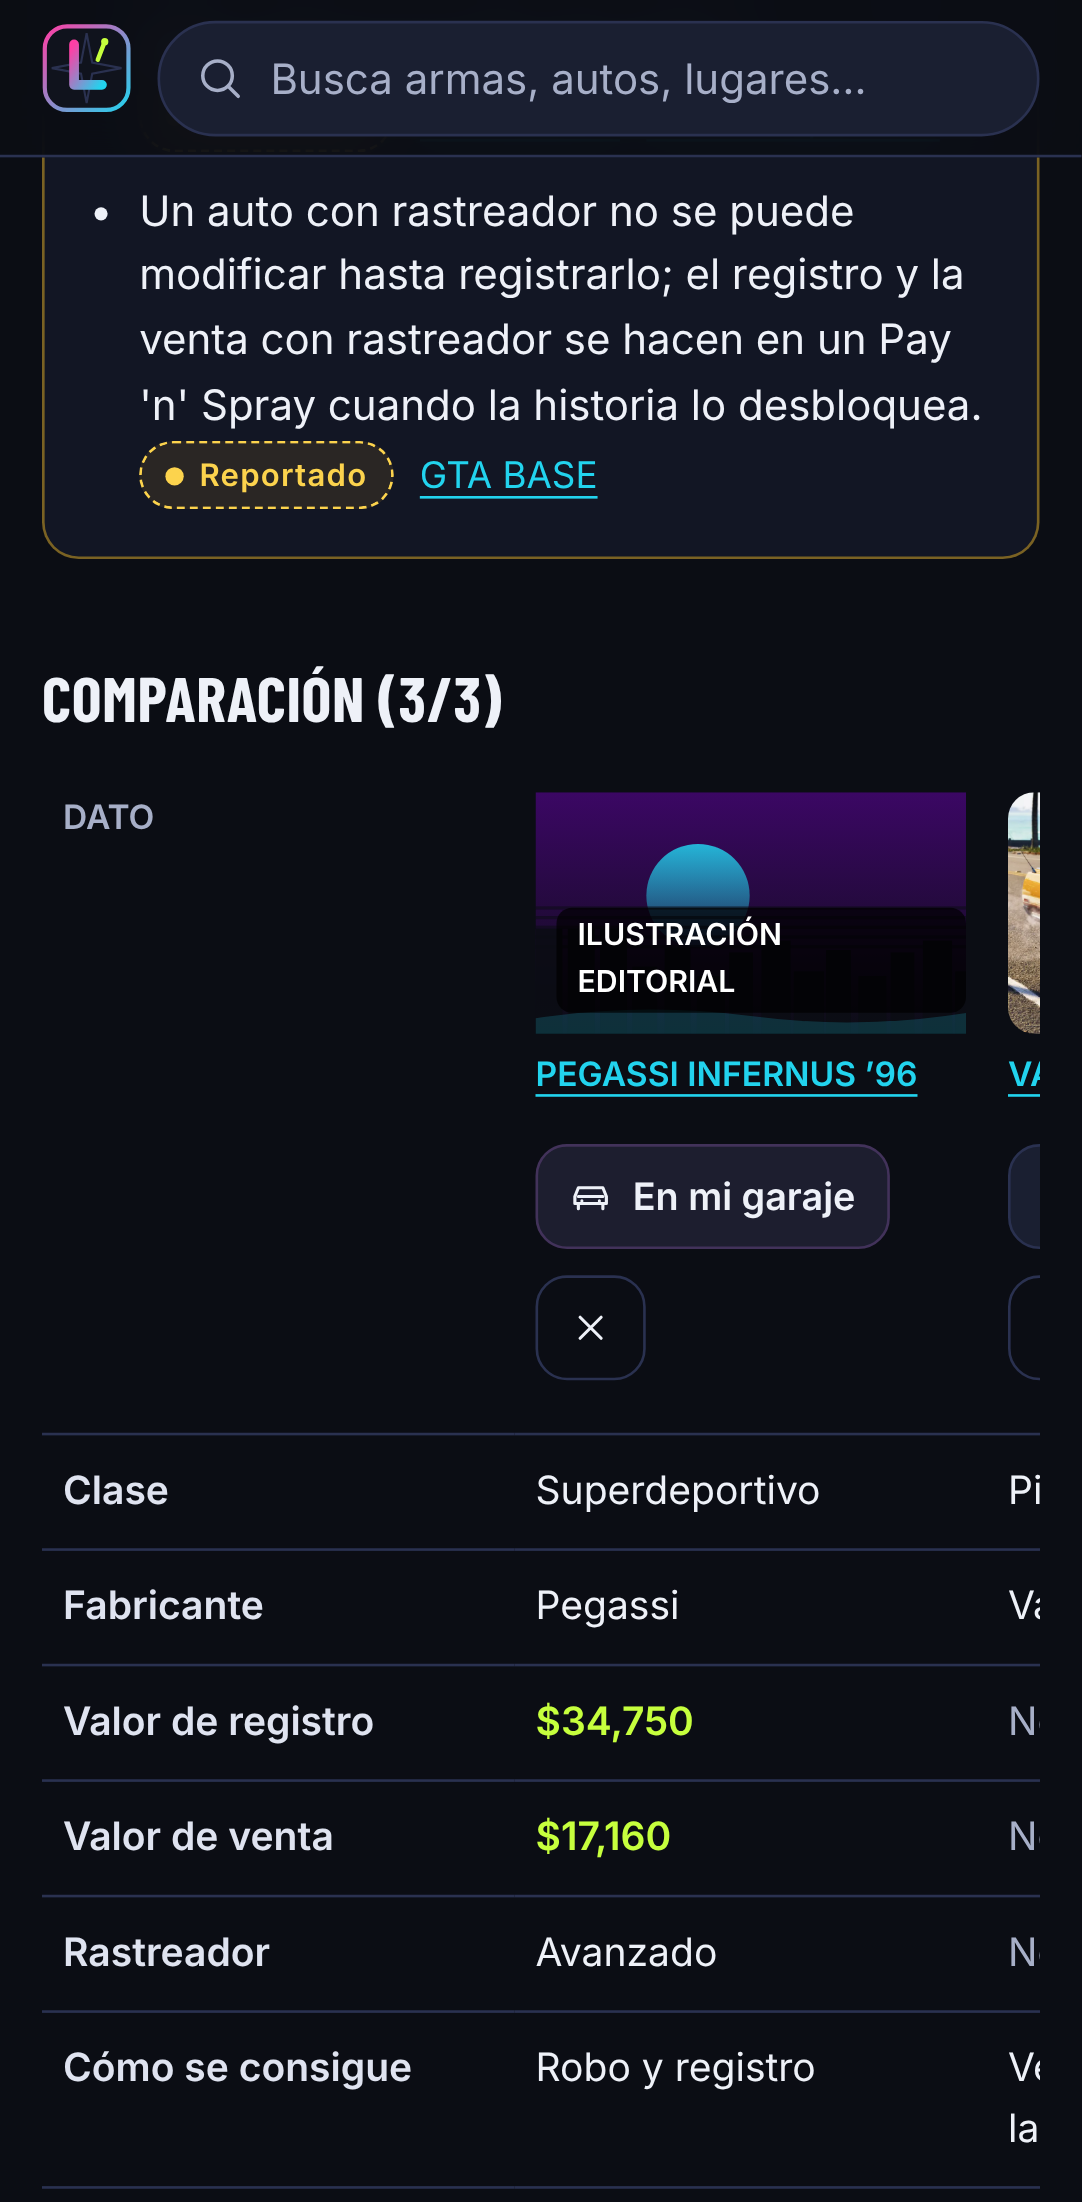 Busca armas, autos, lugares...
• Un auto con rastreador no se puede
modificar hasta registrarlo; el registro y la
venta con rastreador se hacen en un Pay
'n' Spray cuando la historia lo desbloquea.
Reportado GTA BASE
COMPARACIÓN (3/3)
DATO
ILUSTRACIÓN
EDITORIAL
PEGASSI INFERNUS ’96
En mi garaje
Clase Superdeportivo
Fabricante Pegassi
Valor de registro $34,750
Valor de venta $17,160
Rastreador Avanzado
Cómo se consigue Robo y registro